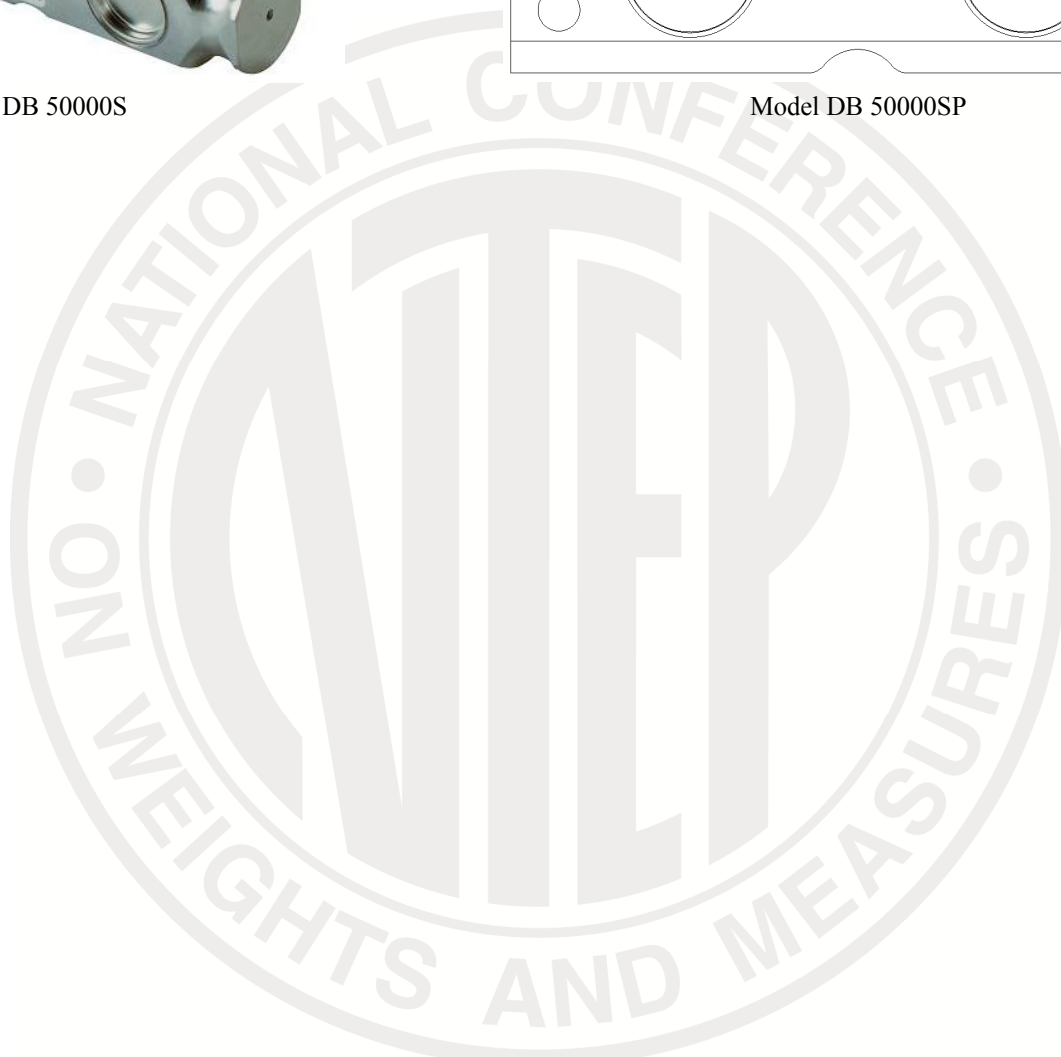 DB 50000S
Model DB 50000SP
NATIONAL CONFERENCE
• ON WEIGHTS AND MEASURES •
NTEP